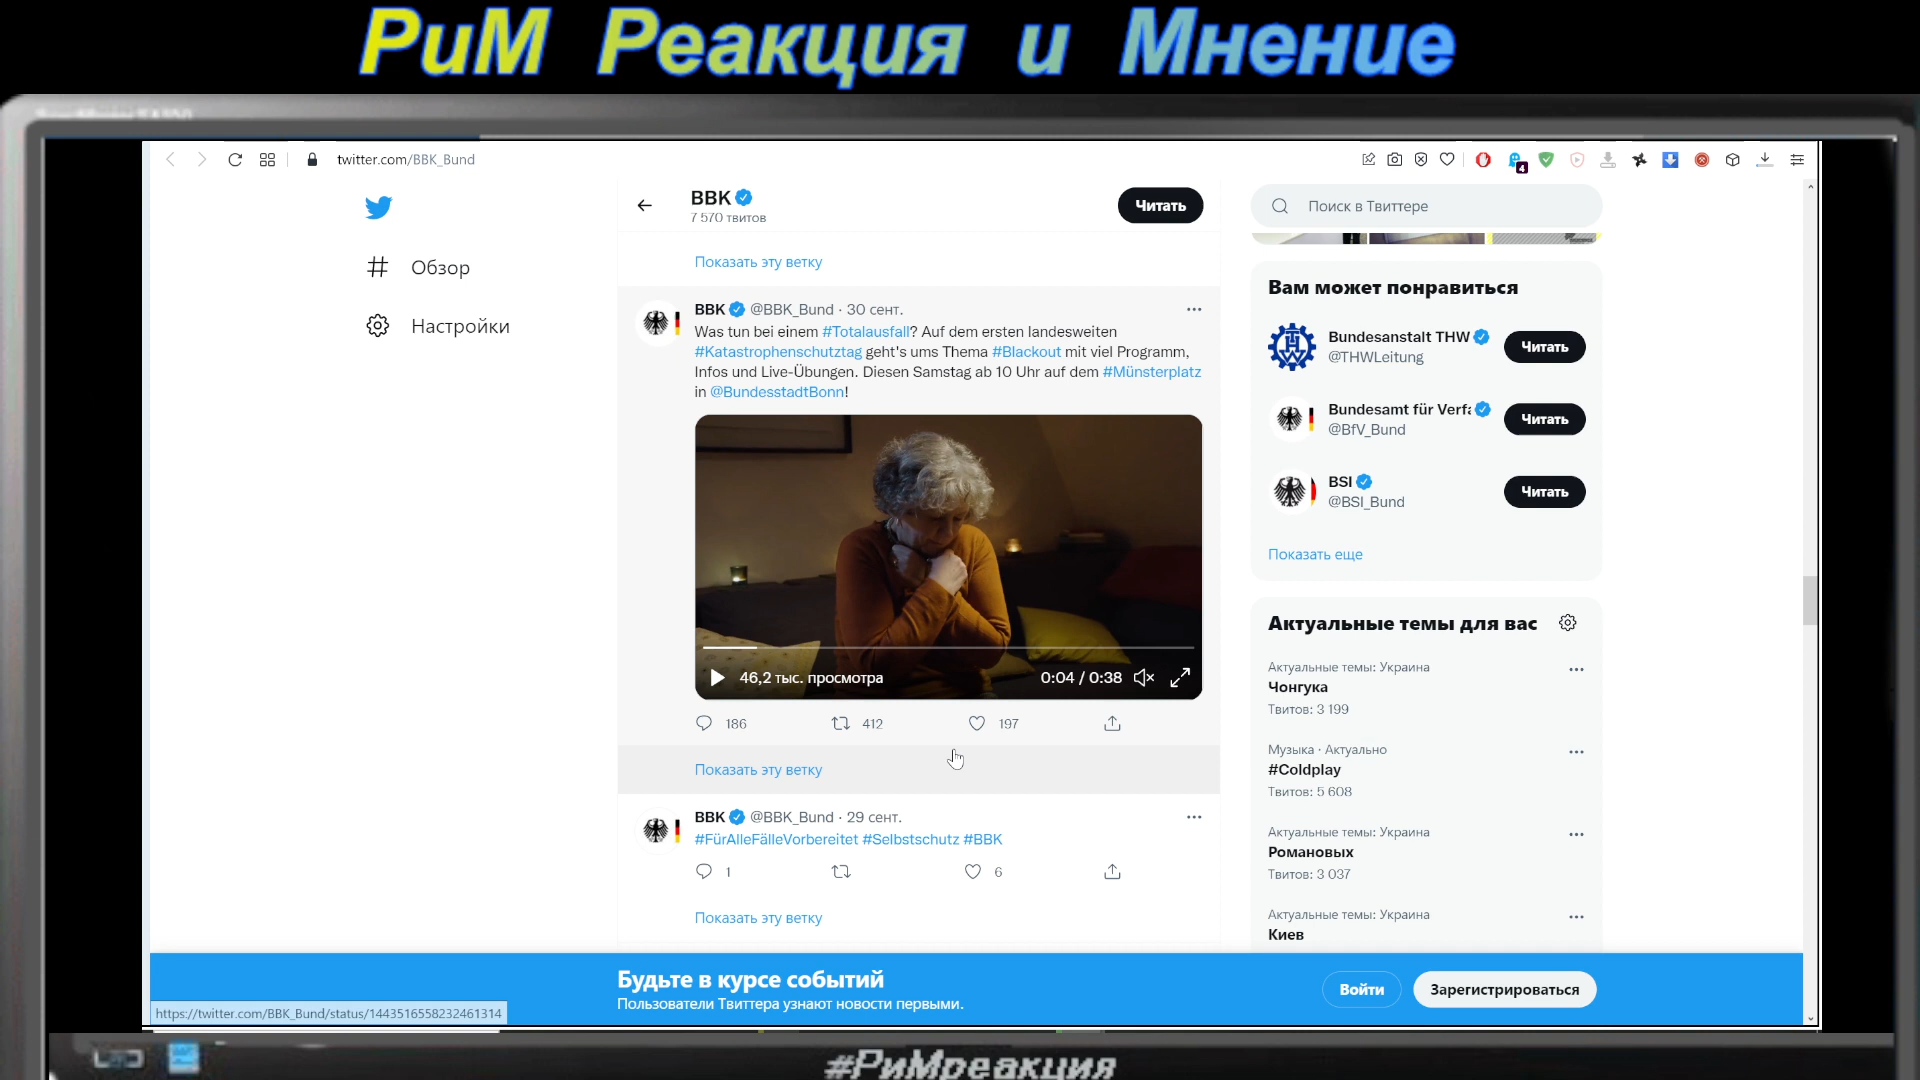 РиМ Реакция и Мнение
twitter.com/BBK_Bund
4
Обзор
Настройки
BBK
7 570 твитов
Читать
Показать эту ветку
BBK @BBK_Bund · 30 сент.
Was tun bei einem #Totalausfall? Auf dem ersten landesweiten
#Katastrophenschutztag geht's ums Thema #Blackout mit viel Programm,
Infos und Live-Übungen. Diesen Samstag ab 10 Uhr auf dem #Münsterplatz
in @BundesstadtBonn!
46,2 тыс. просмотра
0:04 / 0:38
186
412
197
Показать эту ветку
BBK @BBK_Bund · 29 сент.
#FürAlleFälleVorbereitet #Selbstschutz #BBK
1
6
Показать эту ветку
Поиск в Твиттере
Вам может понравиться
Bundesanstalt THW
@THWLeitung
Читать
Bundesamt für Verfa
@BfV_Bund
Читать
BSI
@BSI_Bund
Читать
Показать еще
Актуальные темы для вас
Актуальные темы: Украина
Чонгука
Твитов: 3 199
Музыка · Актуально
#Coldplay
Твитов: 5 608
Актуальные темы: Украина
Романовых
Твитов: 3 037
Актуальные темы: Украина
Киев
Будьте в курсе событий
Пользователи Твиттера узнают новости первыми.
Войти
Зарегистрироваться
https://twitter.com/BBK_Bund/status/1443516558232461314
#РиМреакция